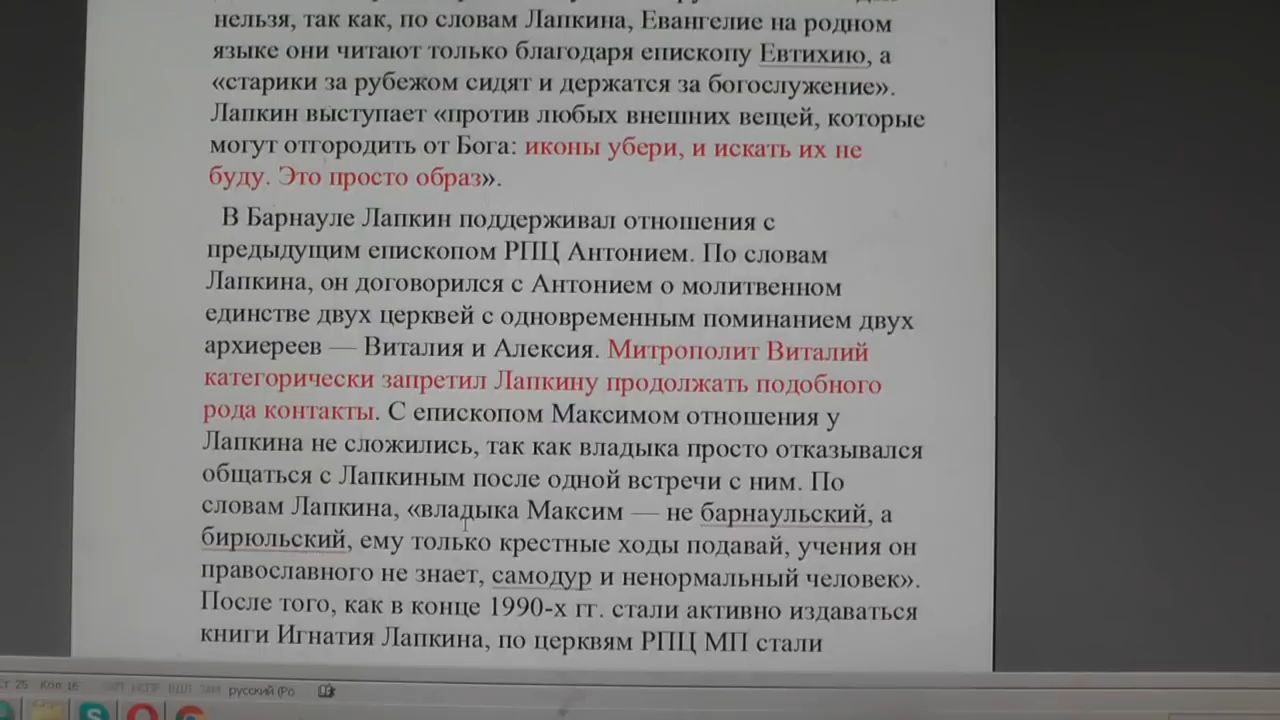 нельзя, так как, по словам Лапкина, Евангелие на родном
языке они читают только благодаря епископу Евтихию, а
«старики за рубежом сидят и держатся за богослужение».
Лапкин выступает «против любых внешних вещей, которые
могут отгородить от Бога: иконы убери, и искать их не
буду. Это просто образ».
В Барнауле Лапкин поддерживал отношения с
предыдущим епископом РПЦ Антонием. По словам
Лапкина, он договорился с Антонием о молитвенном
единстве двух церквей с одновременным поминанием двух
архиереев — Виталия и Алексия. Митрополит Виталий
категорически запретил Лапкину продолжать подобного
рода контакты. С епископом Максимом отношения у
Лапкина не сложились, так как владыка просто отказывался
общаться с Лапкиным после одной встречи с ним. По
словам Лапкина, «владыка Максим — не барнаульский, а
бирюльский, ему только крестные ходы подавай, учения он
православного не знает, самодур и ненормальный человек».
После того, как в конце 1990-х гг. стали активно издаваться
книги Игнатия Лапкина, по церквям РПЦ МП стали
Ст 25 Кол 16 русский (Ро